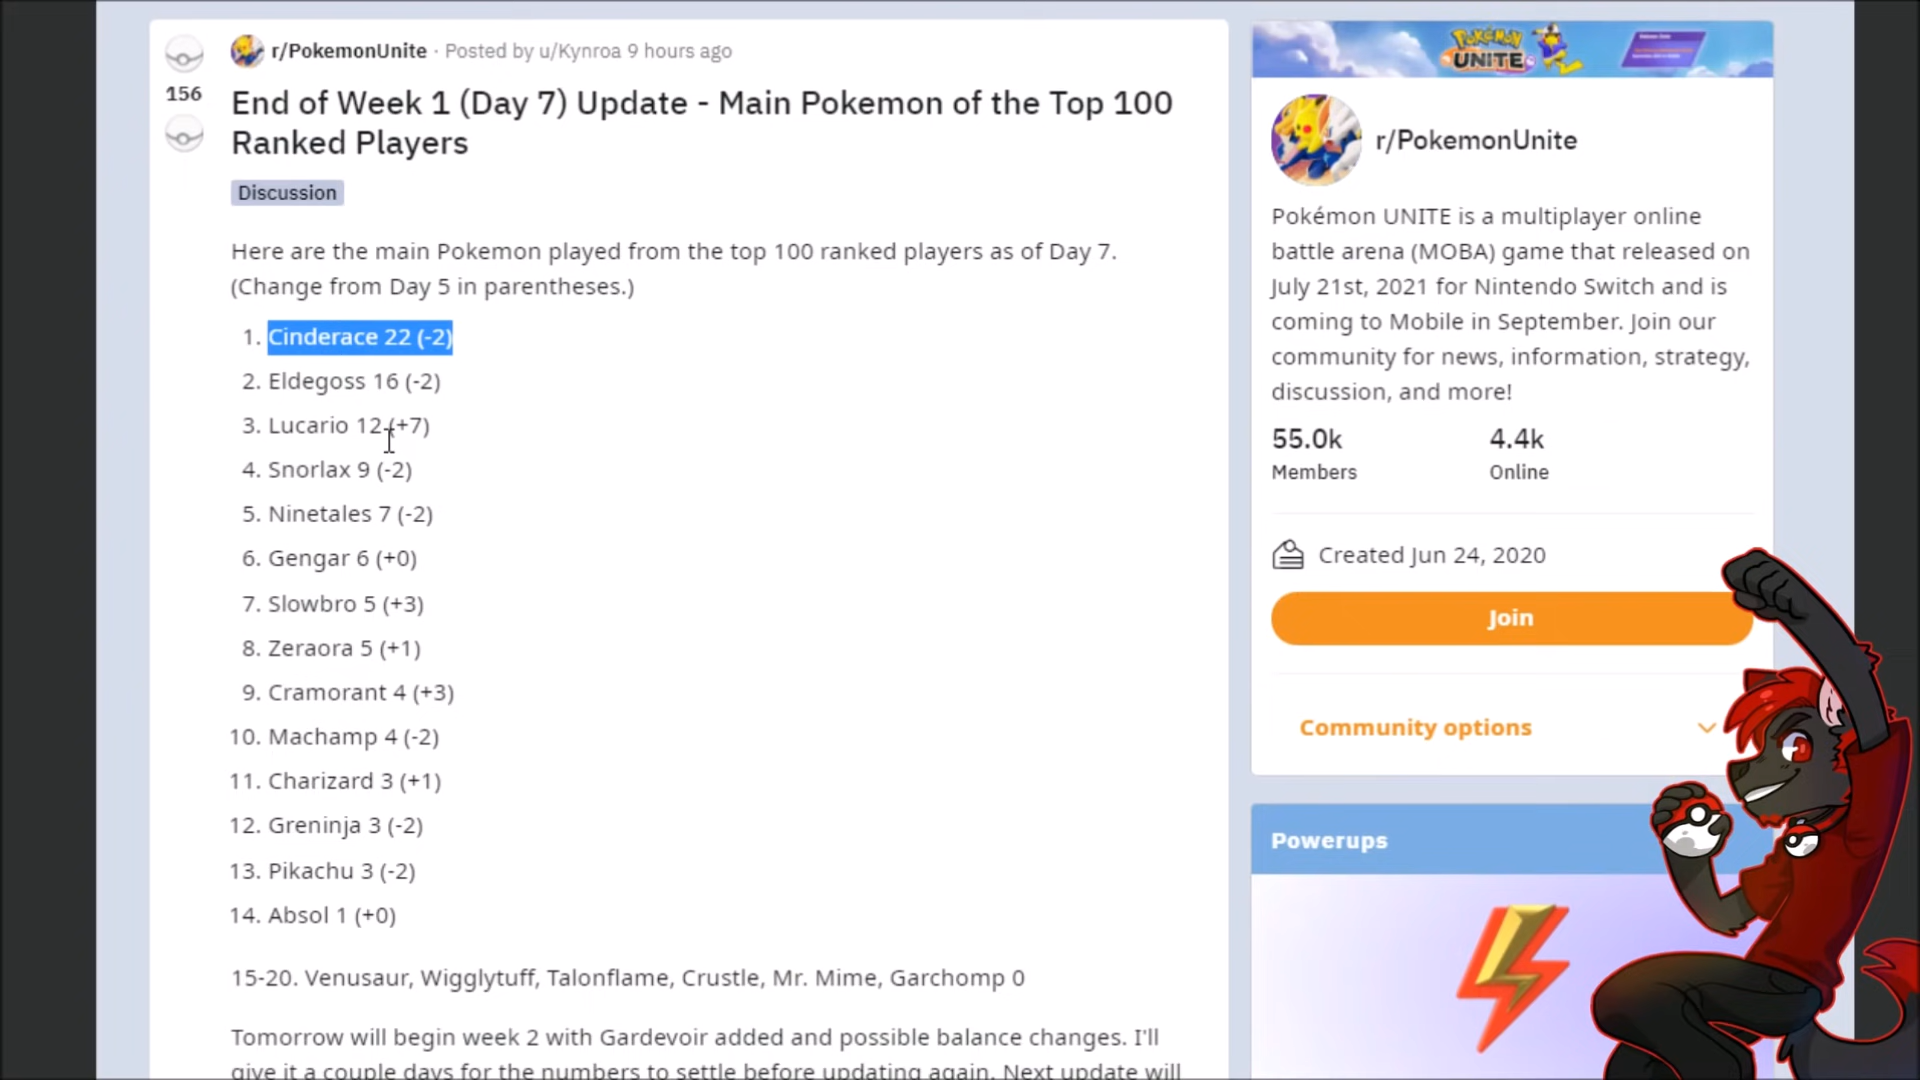 r/PokemonUnite · Posted by u/Kynroa 9 hours ago
156
End of Week 1 (Day 7) Update - Main Pokemon of the Top 100
Ranked Players
Discussion
Here are the main Pokemon played from the top 100 ranked players as of Day 7.
(Change from Day 5 in parentheses.)
1. Cinderace 22 (-2)
2. Eldegoss 16 (-2)
3. Lucario 12 (+7)
4. Snorlax 9 (-2)
5. Ninetales 7 (-2)
6. Gengar 6 (+0)
7. Slowbro 5 (+3)
8. Zeraora 5 (+1)
9. Cramorant 4 (+3)
10. Machamp 4 (-2)
11. Charizard 3 (+1)
12. Greninja 3 (-2)
13. Pikachu 3 (-2)
14. Absol 1 (+0)
15-20. Venusaur, Wigglytuff, Talonflame, Crustle, Mr. Mime, Garchomp 0
Tomorrow will begin week 2 with Gardevoir added and possible balance changes. I'll
give it a couple days for the numbers to settle before updating again. Next update will
POKÉMON
UNITE
r/PokemonUnite
Pokémon UNITE is a multiplayer online
battle arena (MOBA) game that released on
July 21st, 2021 for Nintendo Switch and is
coming to Mobile in September. Join our
community for news, information, strategy,
discussion, and more!
55.0k 4.4k
Members Online
Created Jun 24, 2020
Join
Community options
Powerups